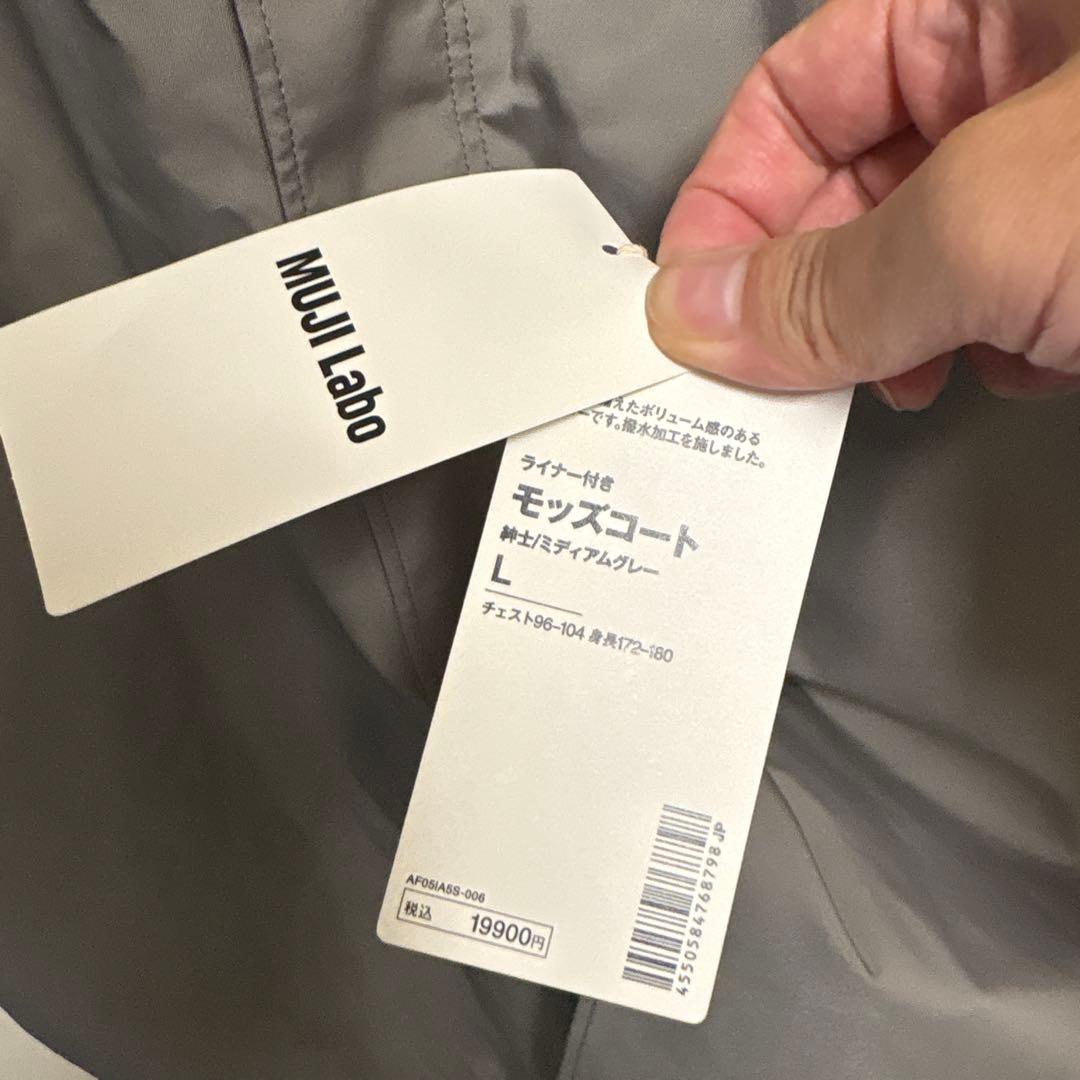 MUJI Labo
えたボリューム感のある
ーです。撥水加工を施しました。
ライナー付き
モッズコート
紳士/ミディアムグレー
L
チェスト96-104 身長172-180
AF05IA5S-006
税込 19900円
4550584768798 JP